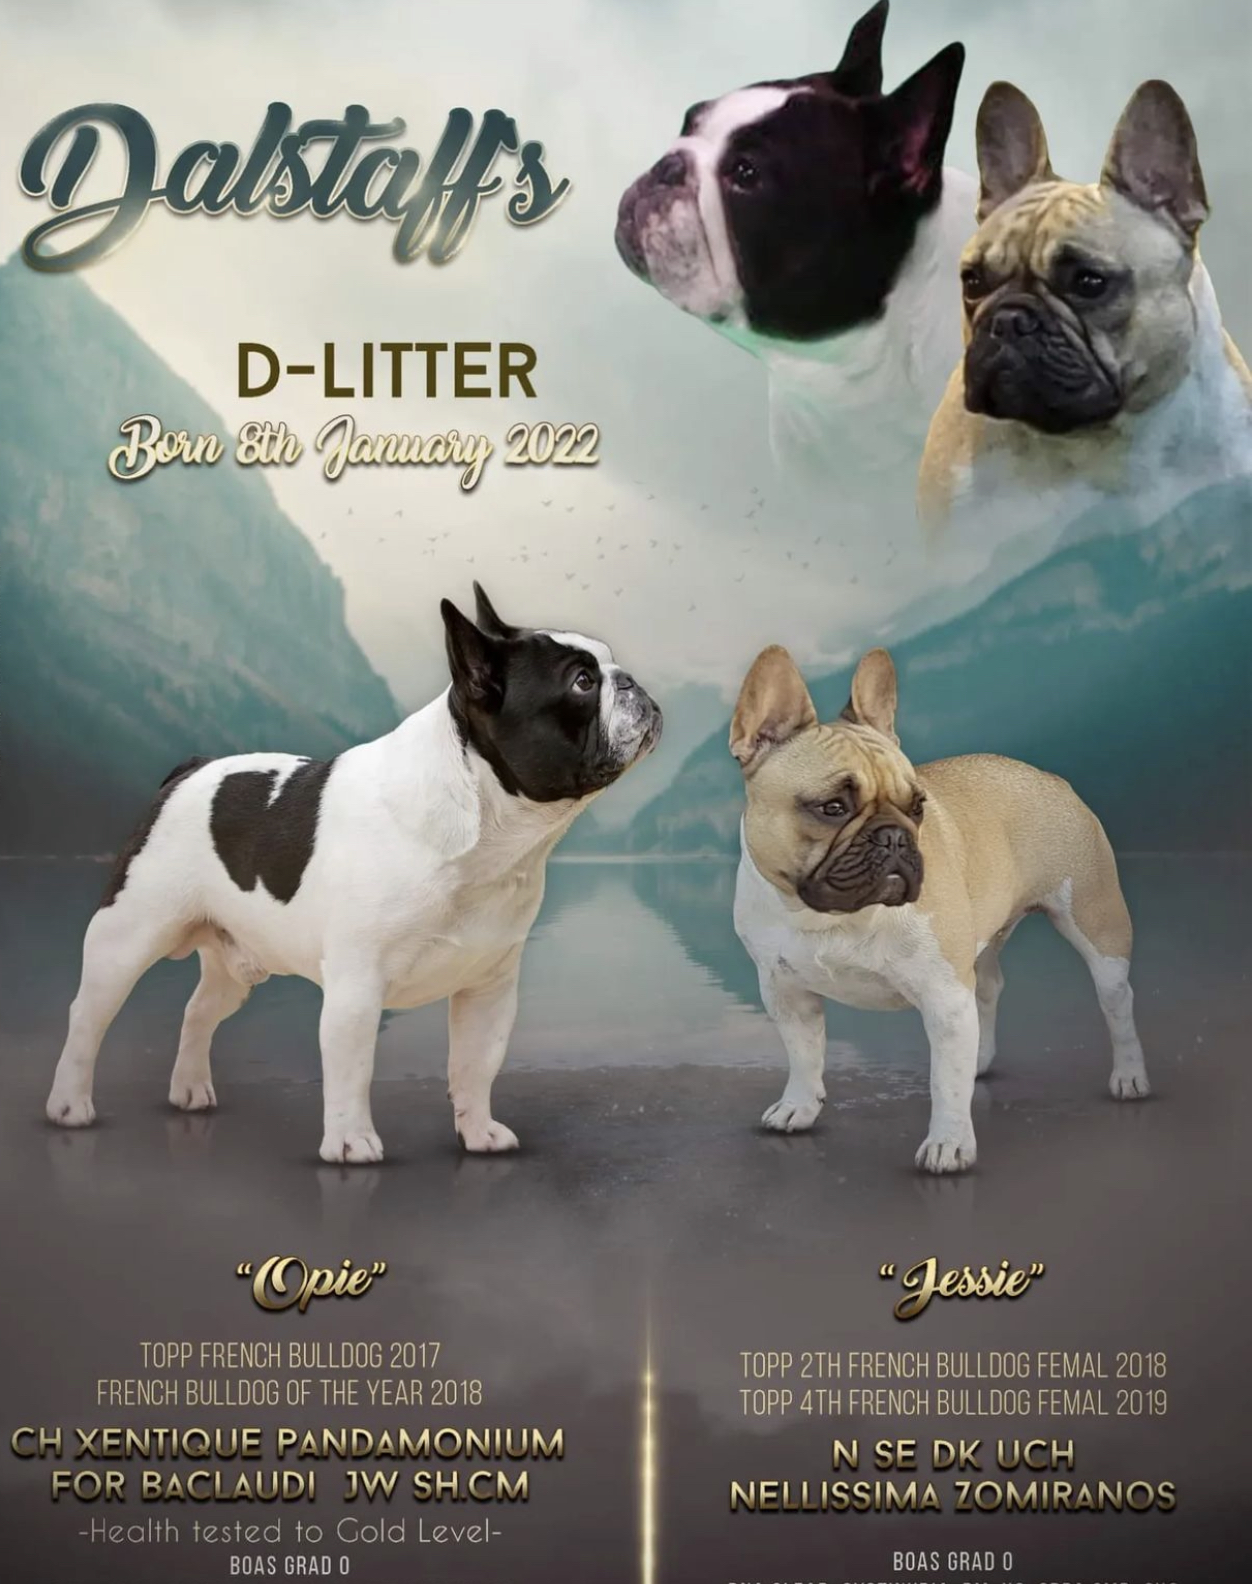 Dalstaff's
D-LITTER
Born 8th January 2022
"Opie"
TOPP FRENCH BULLDOG 2017
FRENCH BULLDOG OF THE YEAR 2018
CH XENTIQUE PANDAMONIUM
FOR BACLAUDI JW SH.CM
-Health tested to Gold Level-
BOAS GRAD 0
"Jessie"
TOPP 2TH FRENCH BULLDOG FEMAL 2018
TOPP 4TH FRENCH BULLDOG FEMAL 2019
N SE DK UCH
NELLISSIMA ZOMIRANOS
BOAS GRAD 0